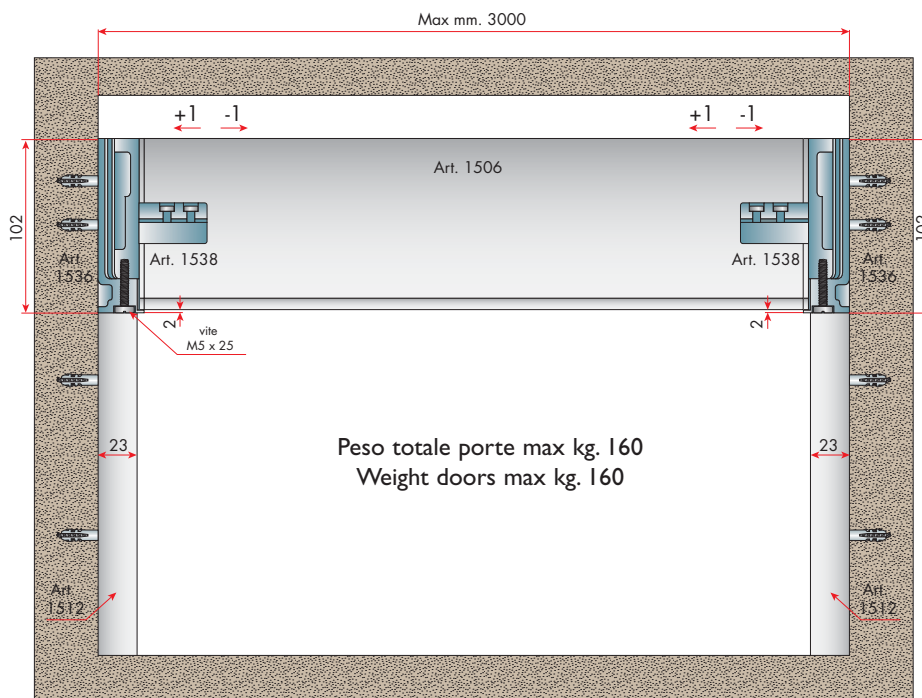 Max mm. 3000
+1 -1
+1 -1
Art. 1506
102
102
Art.
1536
Art. 1538
Art. 1538
Art.
1536
2
2
vite
M5 x 25
23
23
Peso totale porte max kg. 160
Weight doors max kg. 160
Art.
1512
Art.
1512